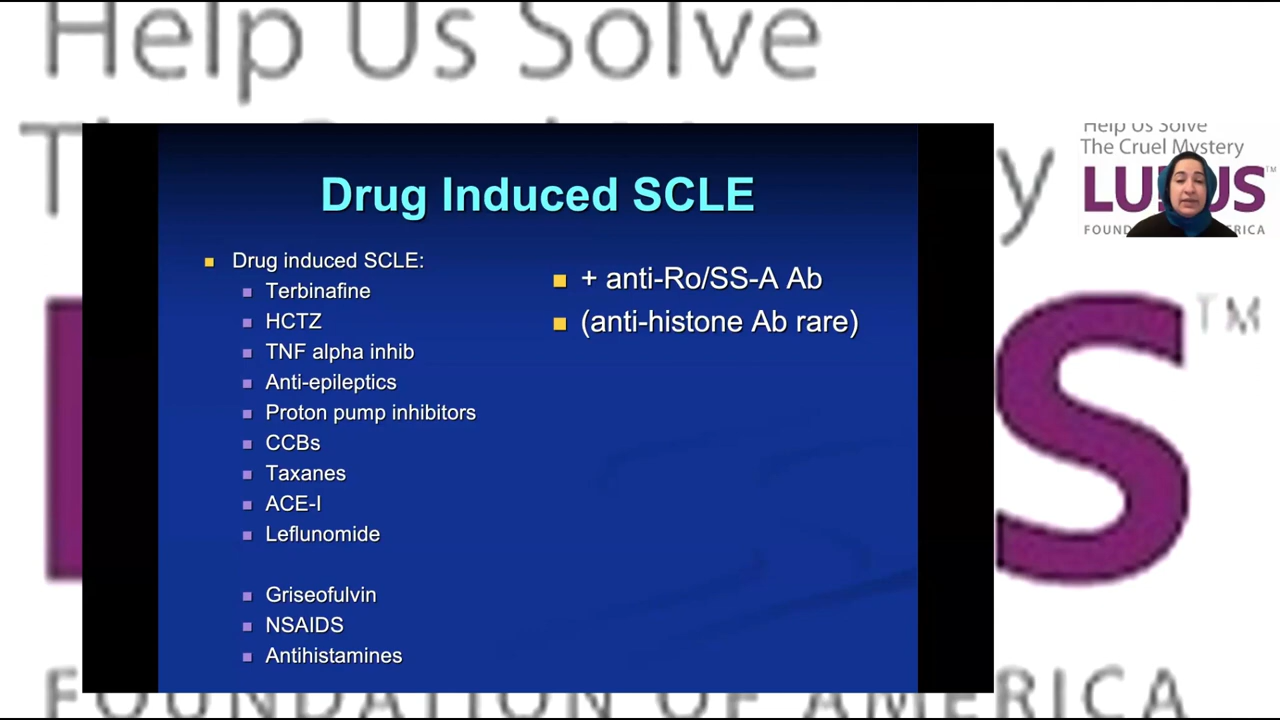 Help Us Solve
Drug Induced SCLE
Drug induced SCLE:
Terbinafine
HCTZ
TNF alpha inhib
Anti-epileptics
Proton pump inhibitors
CCBs
Taxanes
ACE-I
Leflunomide
Griseofulvin
NSAIDS
Antihistamines
+ anti-Ro/SS-A Ab
(anti-histone Ab rare)
Help Us Solve
The Cruel Mystery
LUPUS™
S™
FOUNDATION OF AMERICA